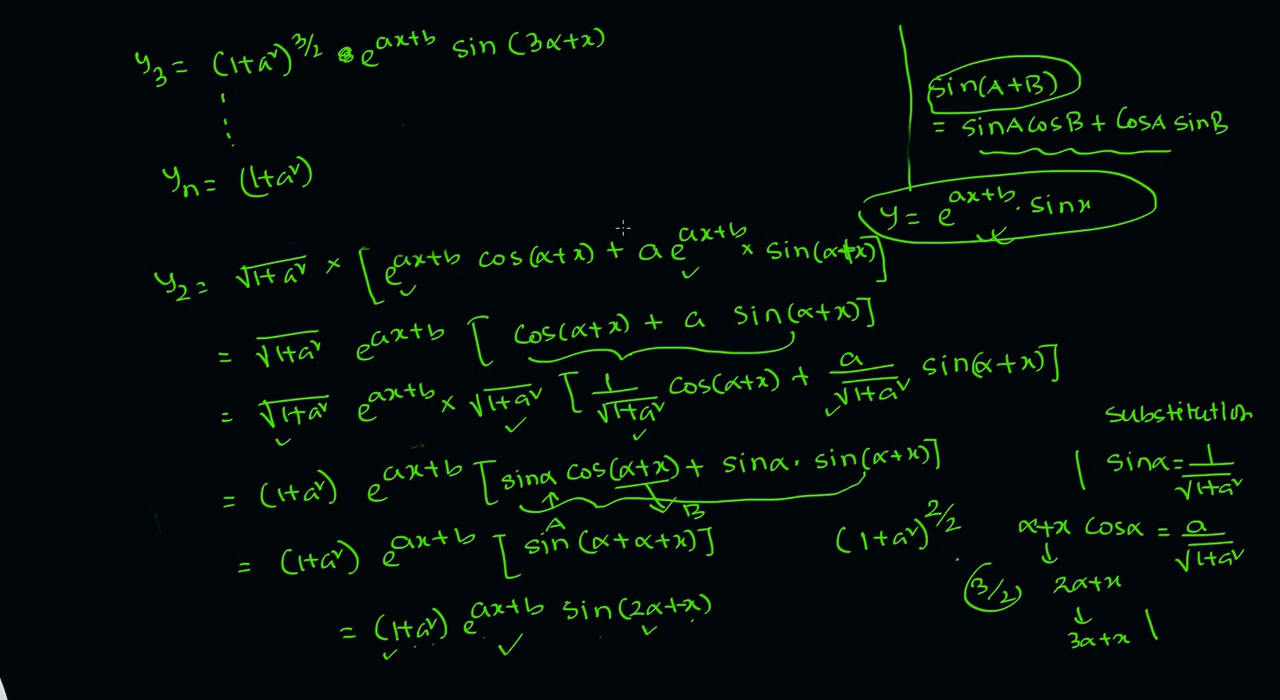 y₃ = (1+a²)^{3/2} e^{ax+b} sin (3α+x)
yₙ = (1+a²)
sin(A+B)
= sinA cosB + cosA sinB
y = e^{ax+b} . sinx
y₂ = √(1+a²) × [e^{ax+b} cos(α+x) + a e^{ax+b} × sin(α+x)]
= √(1+a²) e^{ax+b} [cos(α+x) + a sin(α+x)]
= √(1+a²) e^{ax+b} × √(1+a²) [1/√(1+a²) cos(α+x) + a/√(1+a²) sin(α+x)]
= (1+a²) e^{ax+b} [sinα cos(α+x) + sinα . sin(α+x)]
A B
= (1+a²) e^{ax+b} [sin (α+α+x)]
= (1+a²) e^{ax+b} sin(2α+x)
(1+a²)^{2/2}
substitution
sinα = 1/√(1+a²)
α+x cosα = a/√(1+a²)
3/2 2α+x
3α+x